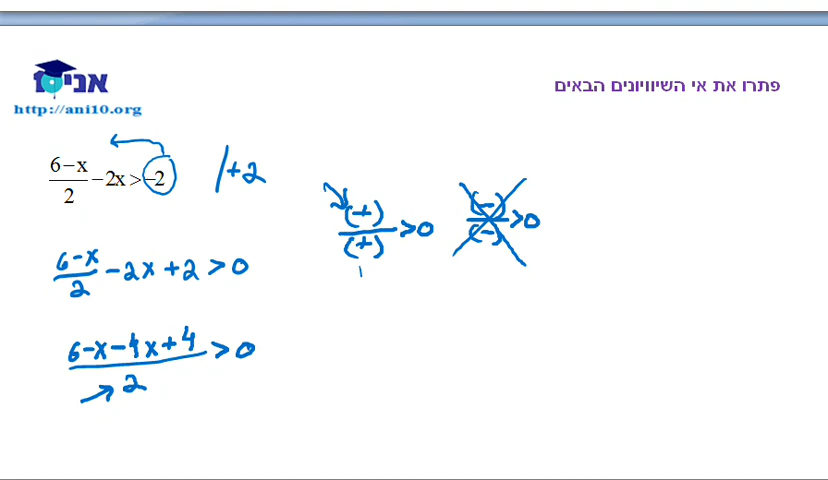 אני10
http://ani10.org
פתרו את אי השיוויונים הבאים
6−x/2 −2x > −2 /+2
6-x/2 -2x+2 > 0
6-x-4x+4/2 > 0
(+)/(+) > 0
(-)/(-) > 0